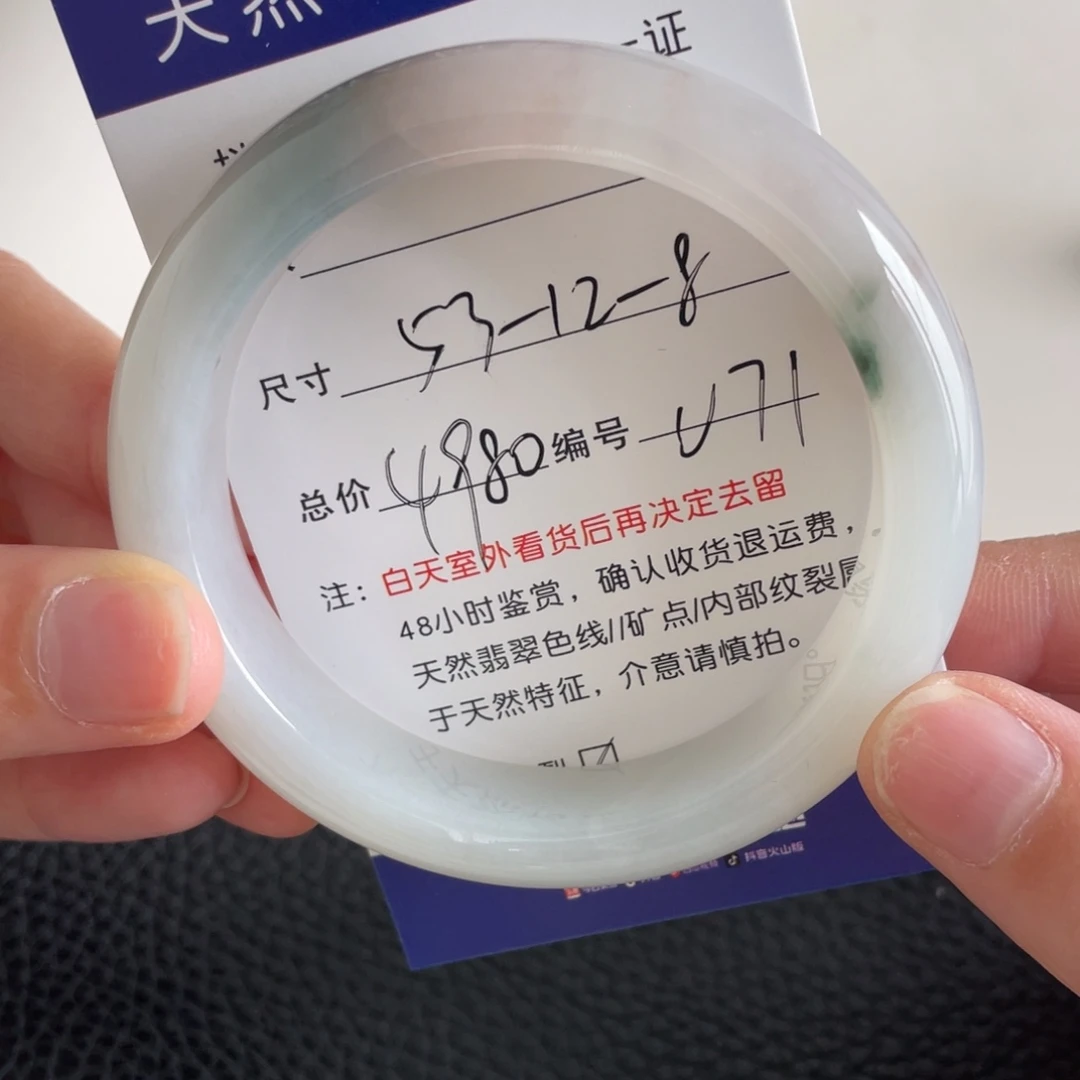 天然
证
尺寸 53-12-8
总价 4980 编号 U71
注：白天室外看货后再决定去留
48小时鉴赏，确认收货退运费，
天然翡翠色线//矿点/内部纹裂属
于天然特征，介意请慎拍。
抖音火山版